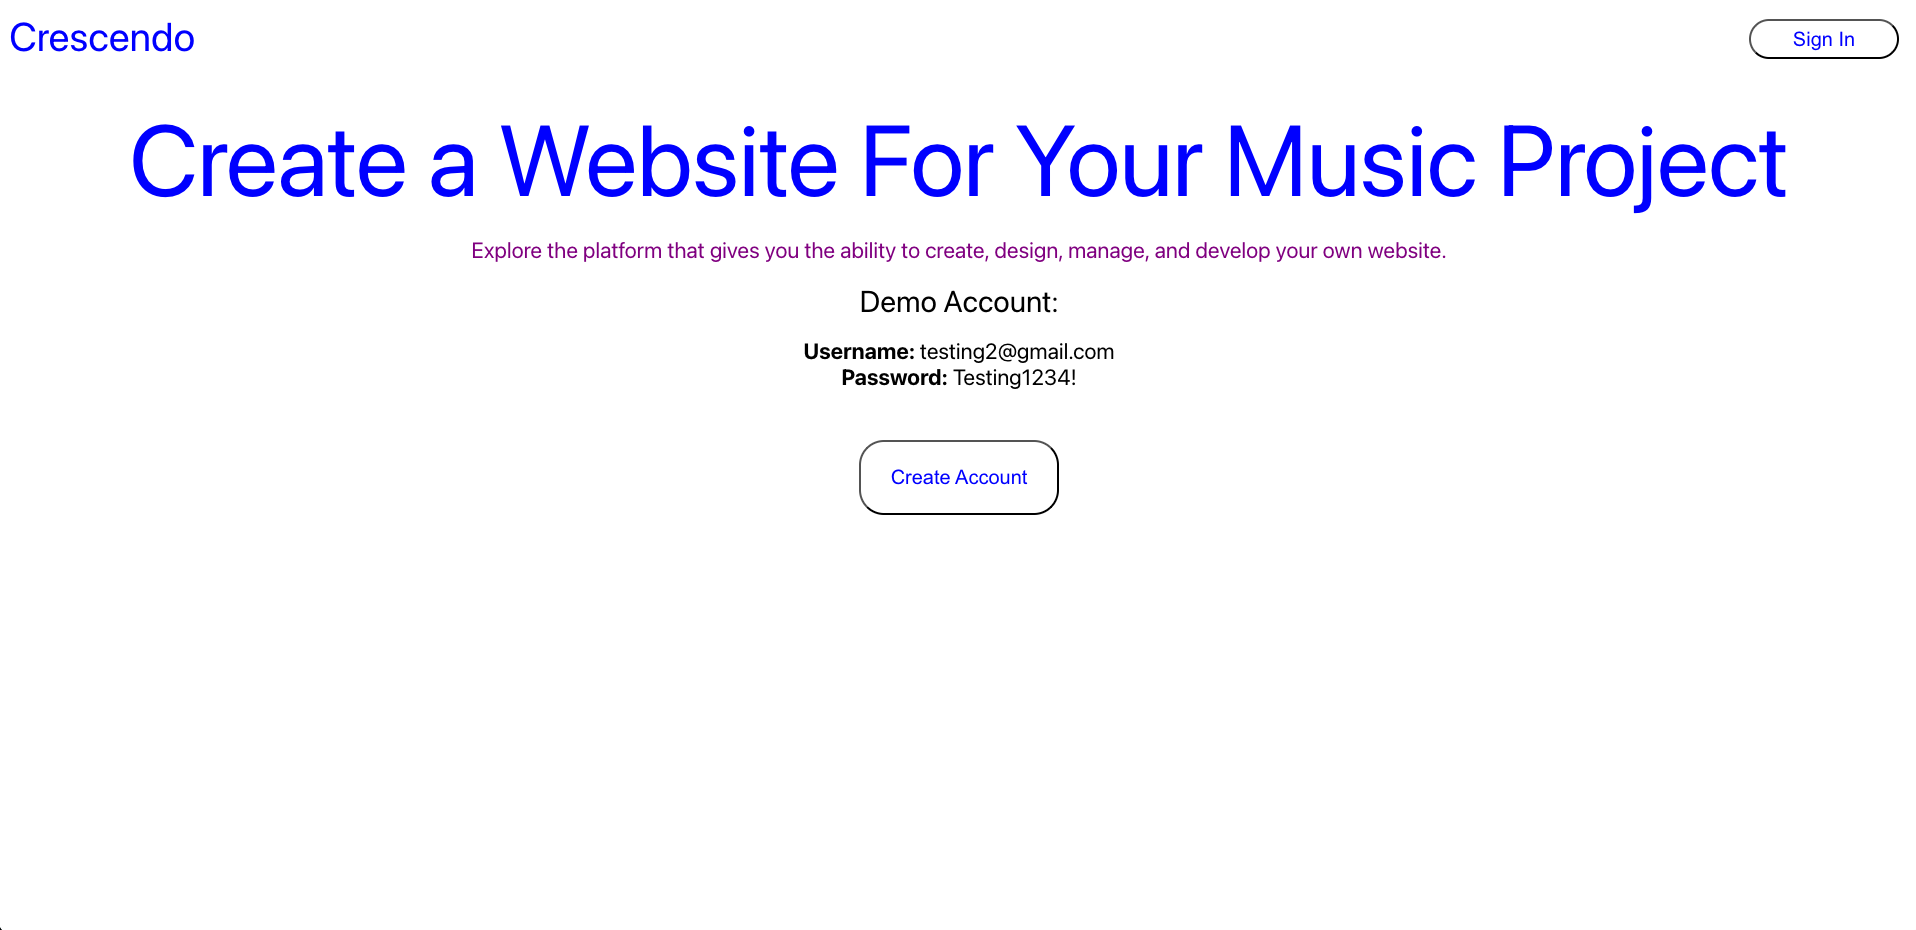 Crescendo
Sign In
Create a Website For Your Music Project
Explore the platform that gives you the ability to create, design, manage, and develop your own website.
Demo Account:
Username: testing2@gmail.com
Password: Testing1234!
Create Account